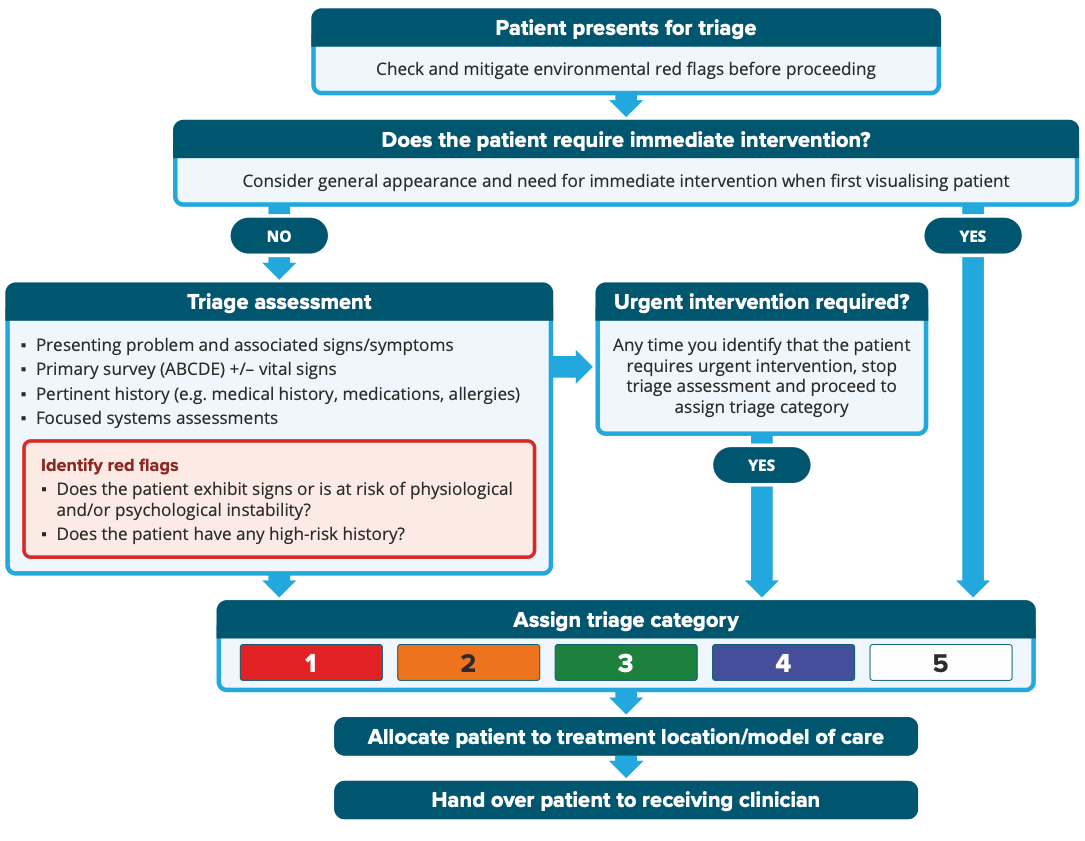 Patient presents for triage
Check and mitigate environmental red flags before proceeding
Does the patient require immediate intervention?
Consider general appearance and need for immediate intervention when first visualising patient
NO
YES
Triage assessment
▪ Presenting problem and associated signs/symptoms
▪ Primary survey (ABCDE) +/– vital signs
▪ Pertinent history (e.g. medical history, medications, allergies)
▪ Focused systems assessments
Identify red flags
▪ Does the patient exhibit signs or is at risk of physiological
and/or psychological instability?
▪ Does the patient have any high-risk history?
Urgent intervention required?
Any time you identify that the patient
requires urgent intervention, stop
triage assessment and proceed to
assign triage category
YES
Assign triage category
1 2 3 4 5
Allocate patient to treatment location/model of care
Hand over patient to receiving clinician